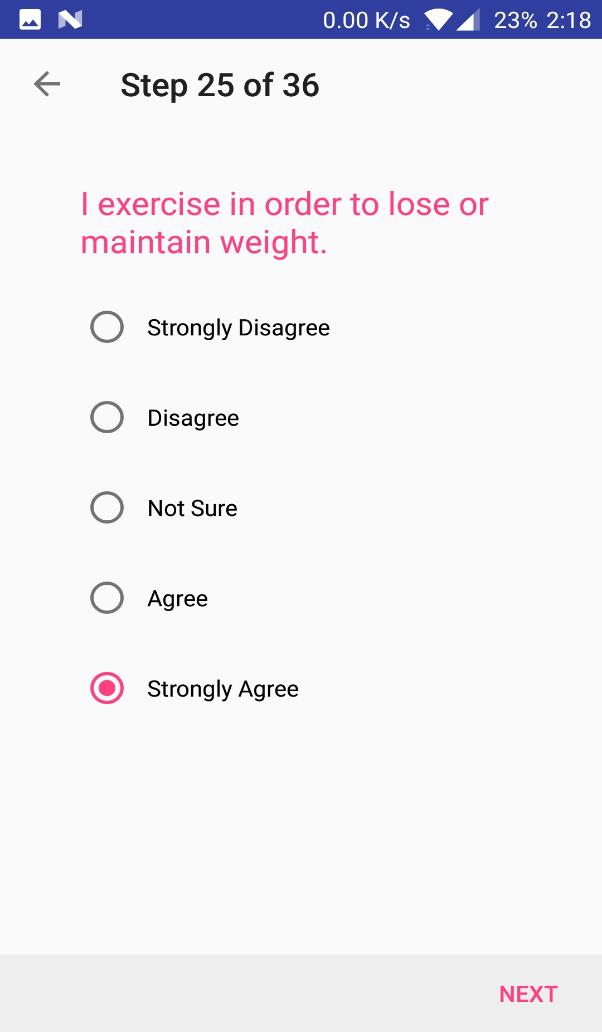 0.00 K/s 23% 2:18
Step 25 of 36
I exercise in order to lose or
maintain weight.
Strongly Disagree
Disagree
Not Sure
Agree
Strongly Agree
NEXT